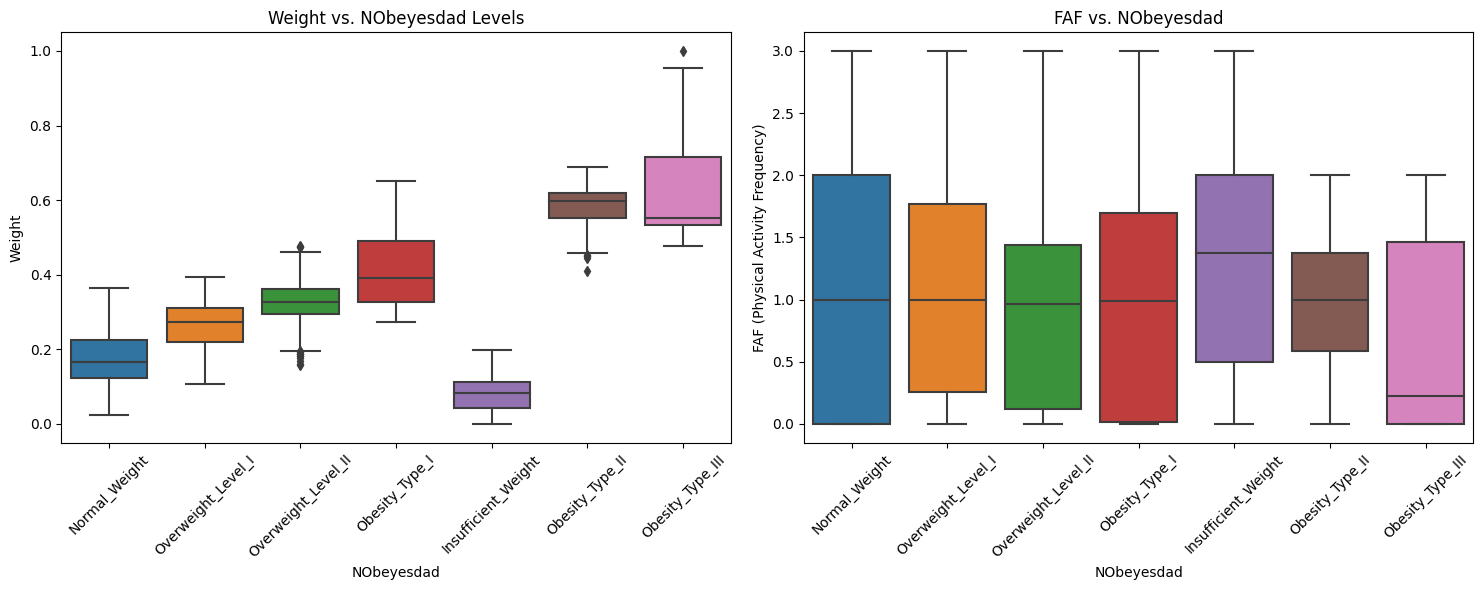 Weight vs. NObeyesdad Levels
1.0
0.8
0.6
0.4
0.2
0.0
Weight
Normal_Weight
Overweight_Level_I
Overweight_Level_II
Obesity_Type_I
Insufficient_Weight
Obesity_Type_II
Obesity_Type_III
NObeyesdad
FAF vs. NObeyesdad
3.0
2.5
2.0
1.5
1.0
0.5
0.0
FAF (Physical Activity Frequency)
Normal_Weight
Overweight_Level_I
Overweight_Level_II
Obesity_Type_I
Insufficient_Weight
Obesity_Type_II
Obesity_Type_III
NObeyesdad